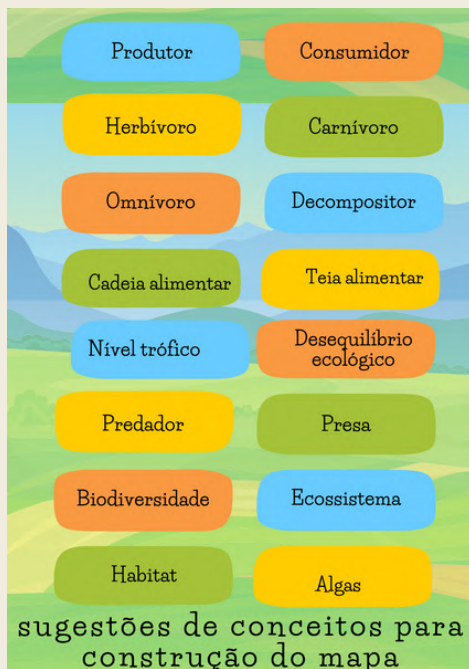 Produtor
Consumidor
Herbívoro
Carnívoro
Omnívoro
Decompositor
Cadeia alimentar
Teia alimentar
Nível trófico
Desequilíbrio
ecológico
Predador
Presa
Biodiversidade
Ecossistema
Habitat
Algas
sugestões de conceitos para
construção do mapa